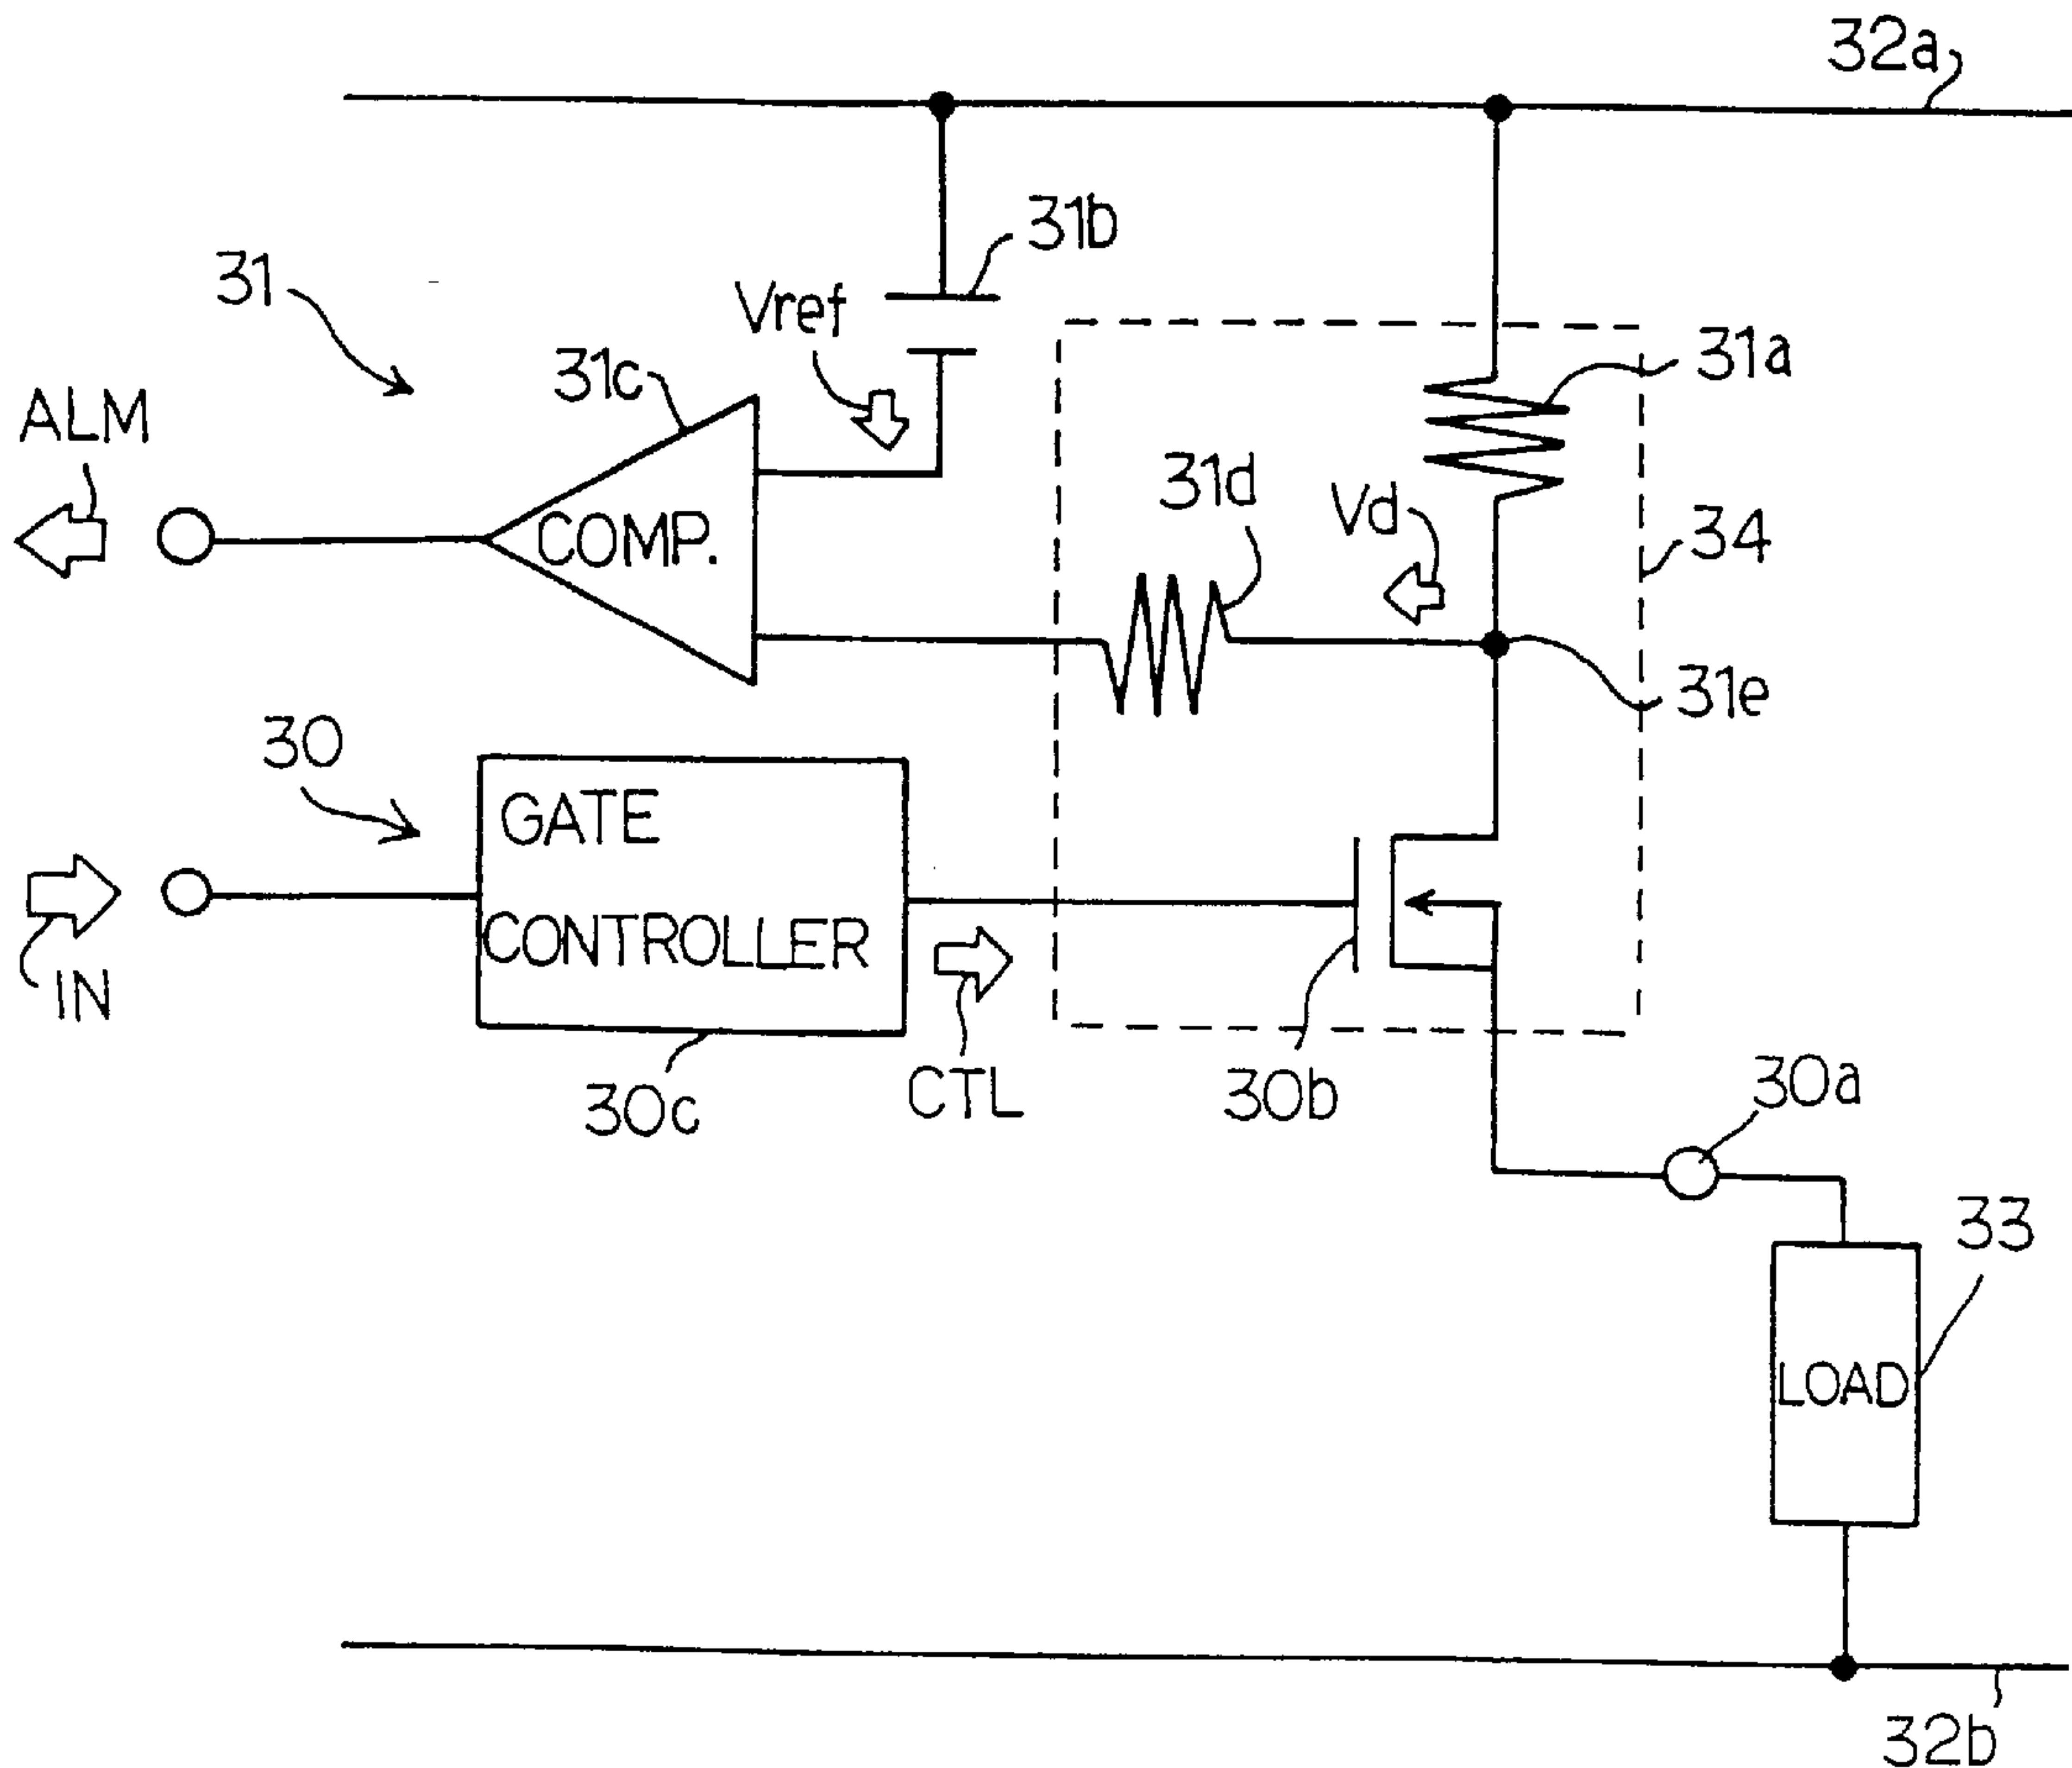 32a
31b
31
Vref
31c
31a
ALM
31d
Vd
34
COMP.
31e
30
GATE
CONTROLLER
IN
30c
CTL
30b
30a
33
LOAD
32b